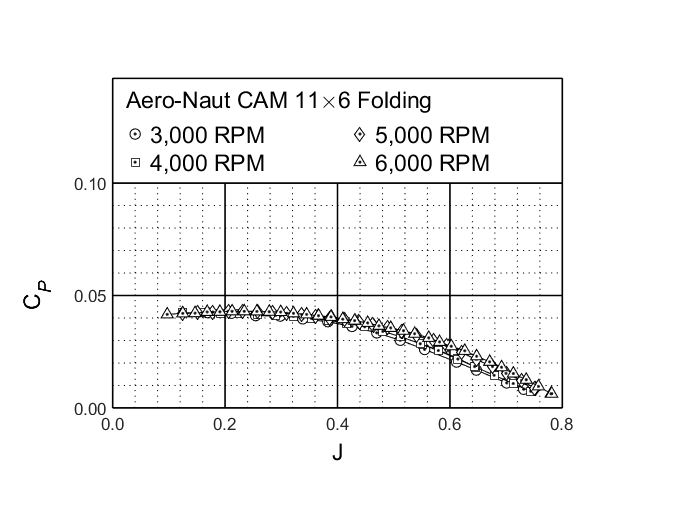 Aero-Naut CAM 11×6 Folding
3,000 RPM
5,000 RPM
4,000 RPM
6,000 RPM
0.10
0.05
0.00
C_P
0.0 0.2 0.4 0.6 0.8
J